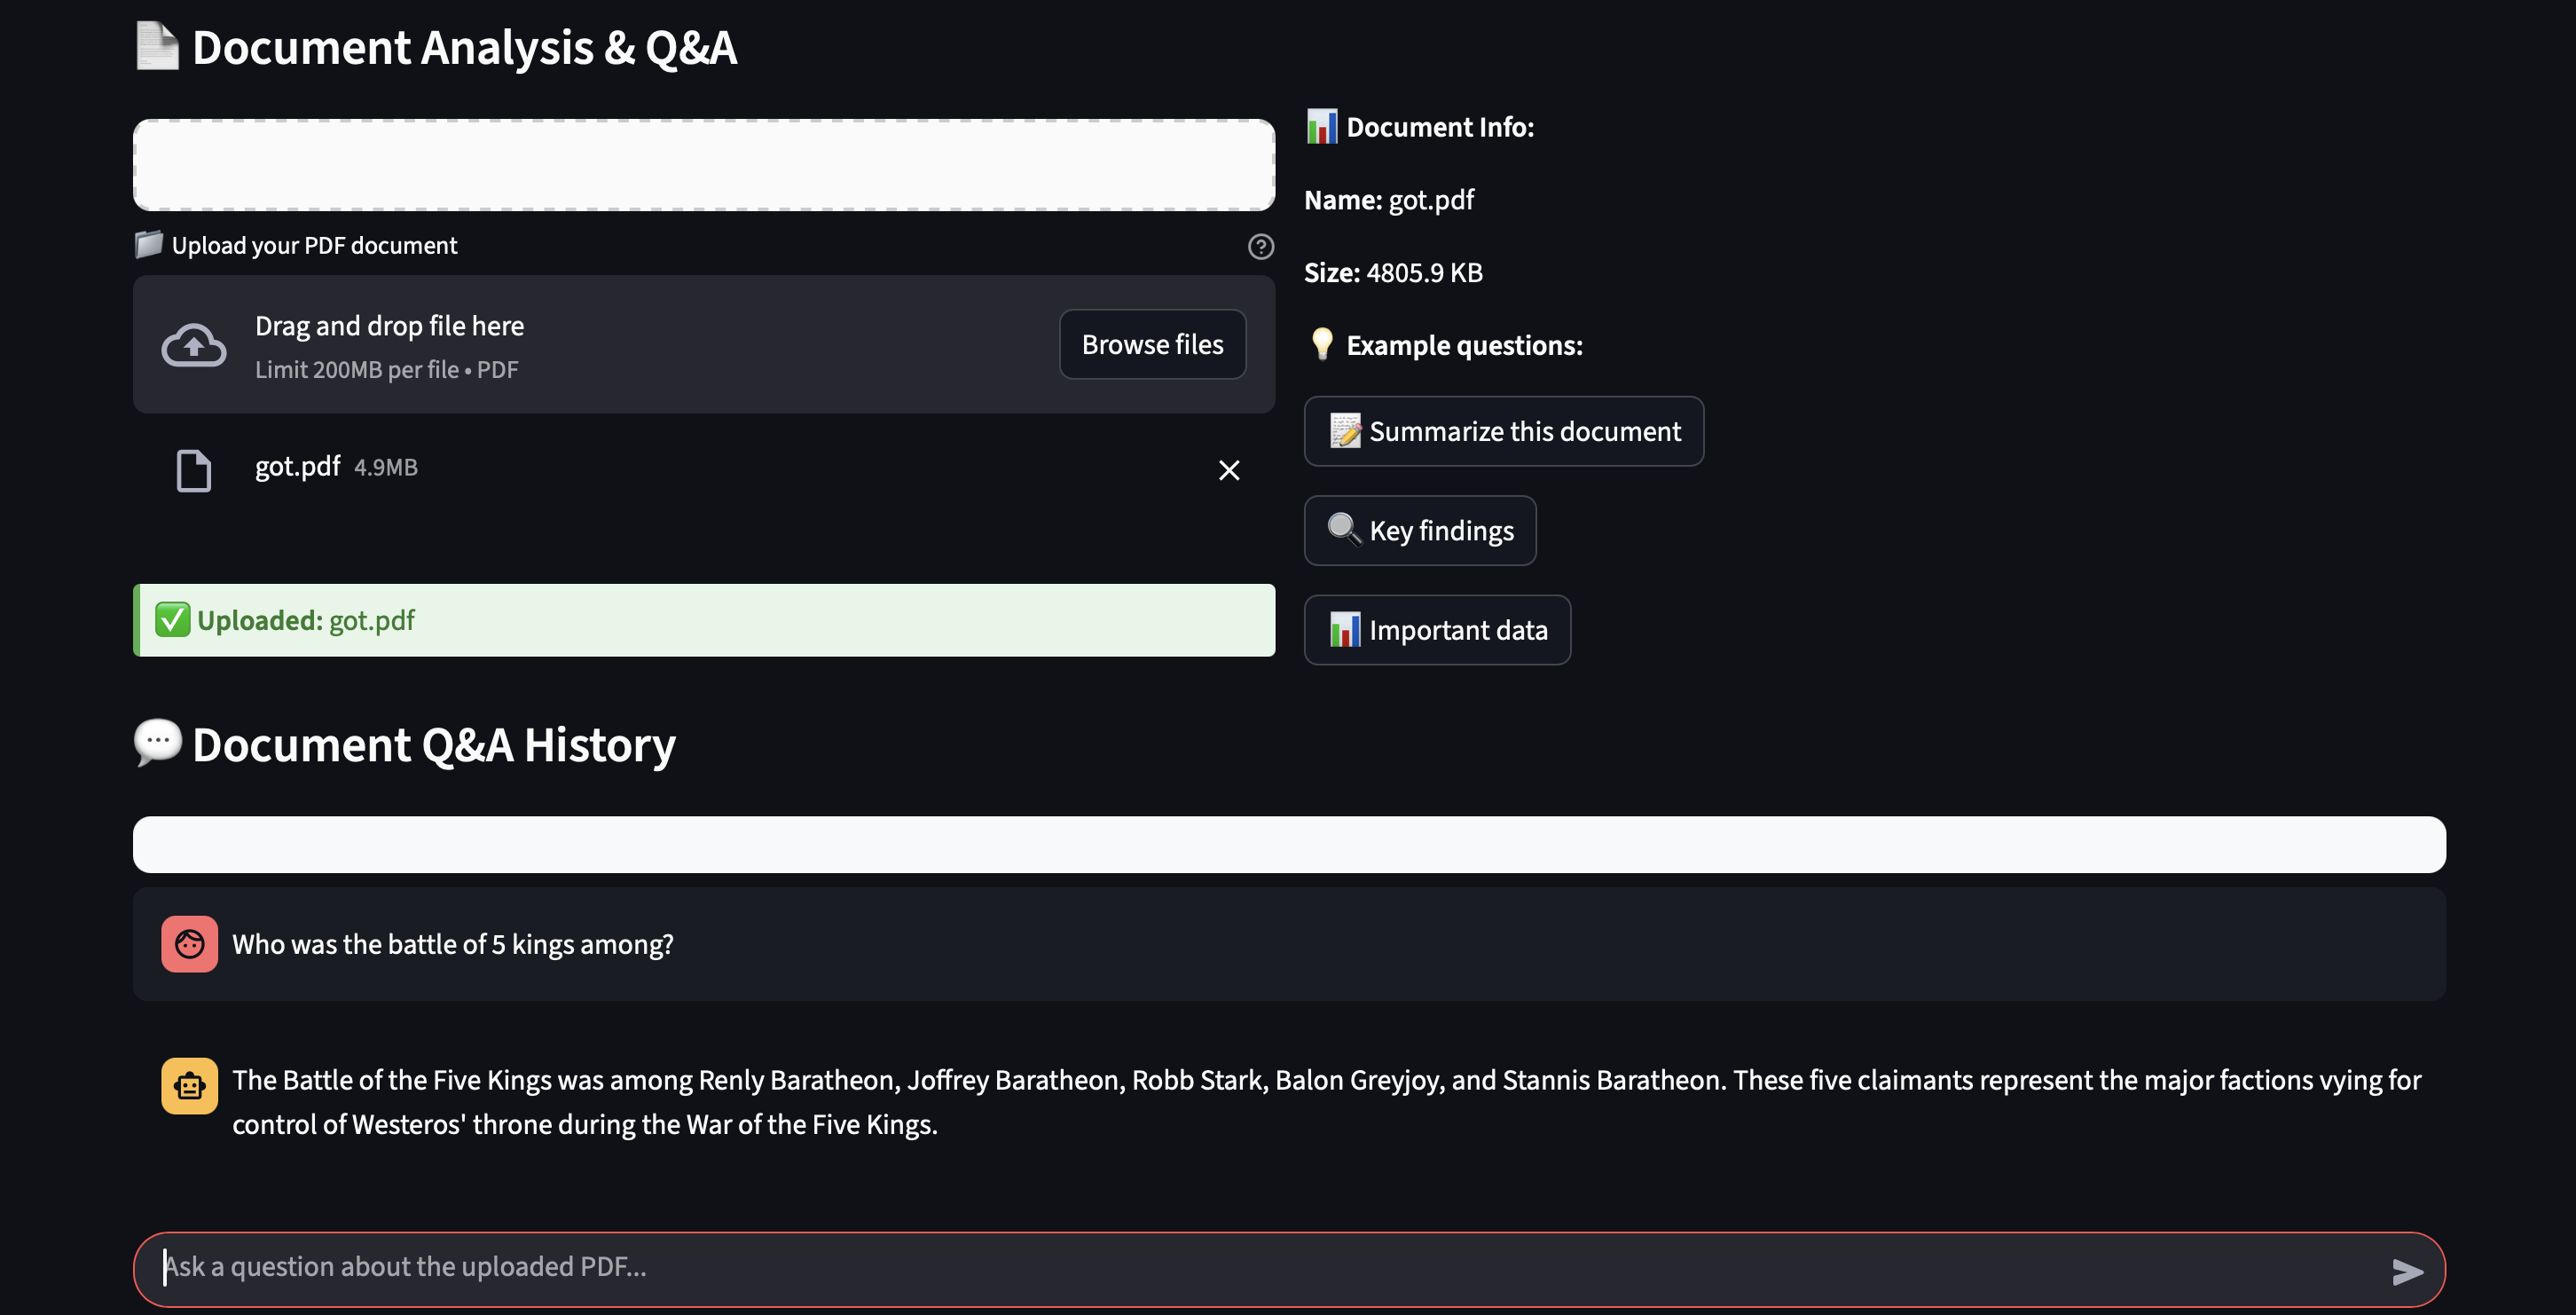 Document Analysis & Q&A
Upload your PDF document
Drag and drop file here
Limit 200MB per file • PDF
Browse files
got.pdf 4.9MB
Uploaded: got.pdf
Document Info:
Name: got.pdf
Size: 4805.9 KB
Example questions:
Summarize this document
Key findings
Important data
Document Q&A History
Who was the battle of 5 kings among?
The Battle of the Five Kings was among Renly Baratheon, Joffrey Baratheon, Robb Stark, Balon Greyjoy, and Stannis Baratheon. These five claimants represent the major factions vying for
control of Westeros' throne during the War of the Five Kings.
Ask a question about the uploaded PDF...